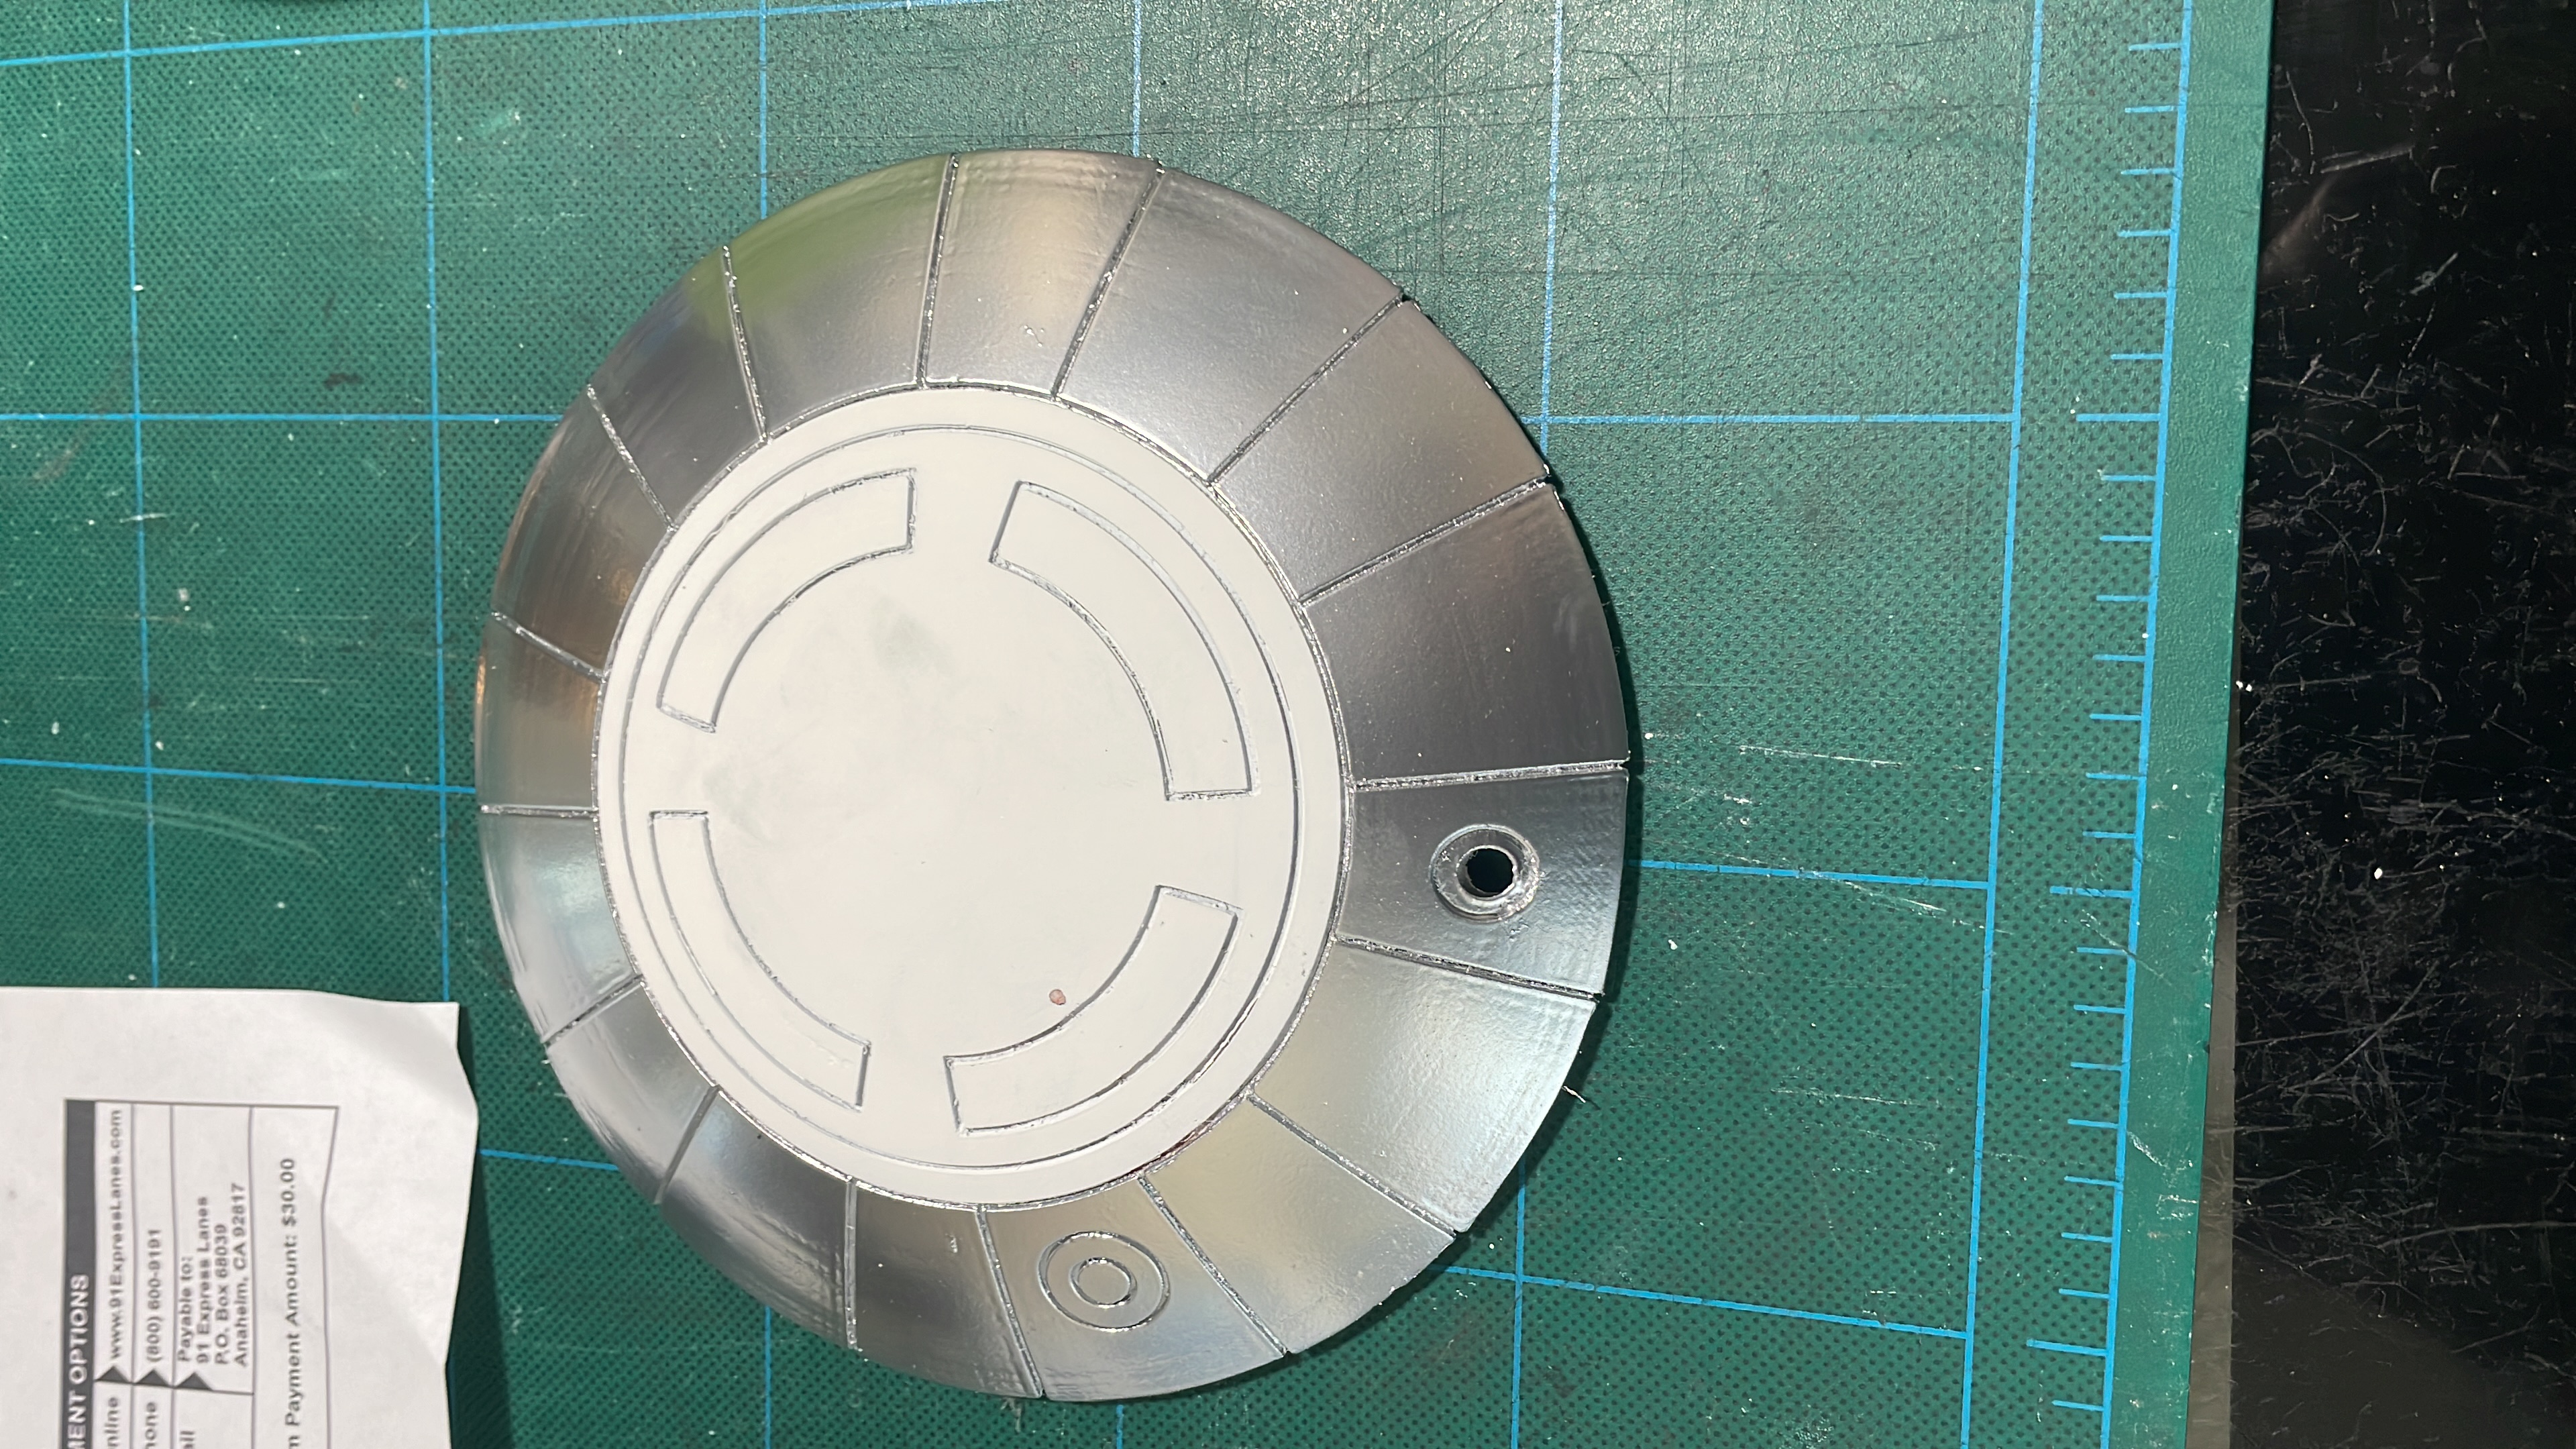 MENT OPTIONS
nline www.91ExpressLanes.com
hone (800) 600-9191
ail Payable to:
91 Express Lanes
P.O. Box 68039
Anaheim, CA 92817
m Payment Amount: $30.00